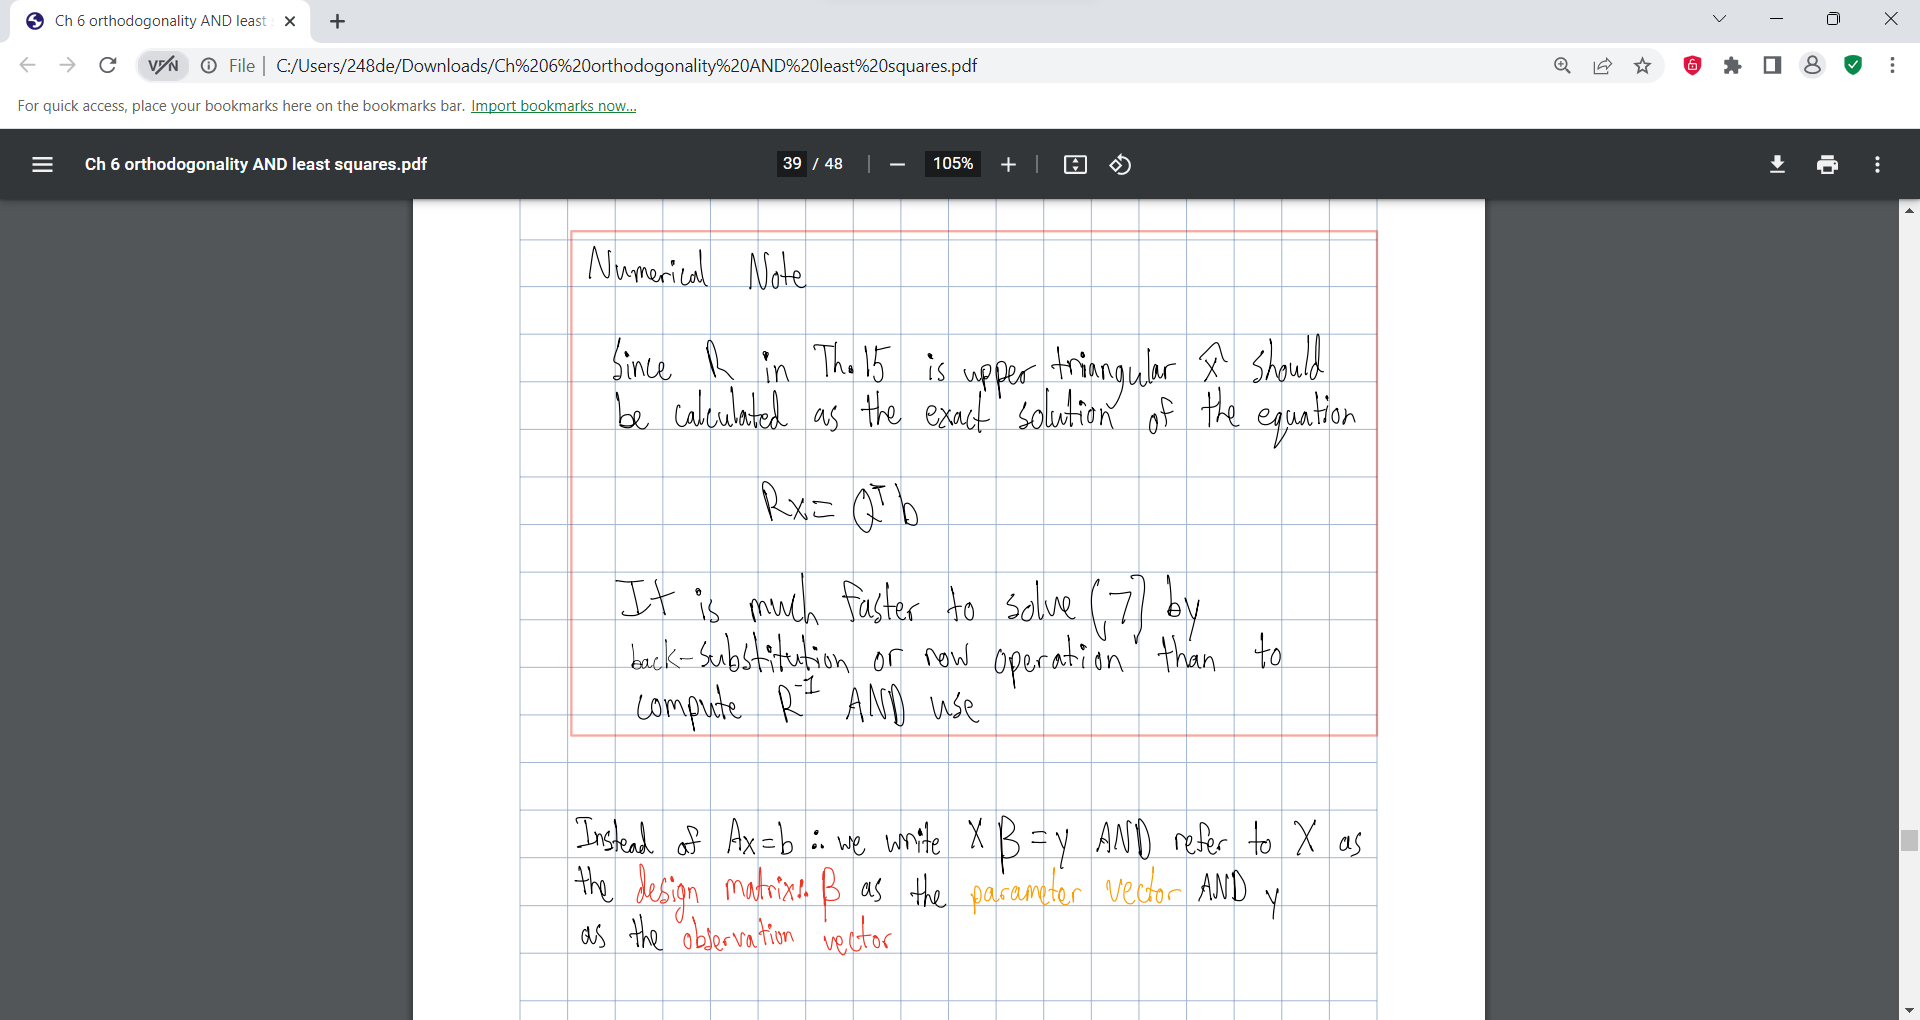 Ch 6 orthodogonality AND least
VPN File C:/Users/248de/Downloads/Ch%206%20orthodogonality%20AND%20least%20squares.pdf
For quick access, place your bookmarks here on the bookmarks bar. Import bookmarks now...
Ch 6 orthodogonality AND least squares.pdf 39 / 48 105%
Numerical Note
Since R in Th. 15 is upper triangular x̂ should
be calculated as the exact solution of the equation
Rx = Qᵀb
It is much faster to solve (7) by
back-substitution or row operation than to
compute R⁻¹ AND use
Instead of Ax=b ∴ we write Xβ=y AND refer to X as
the design matrix∴ β as the parameter vector AND y
as the observation vector